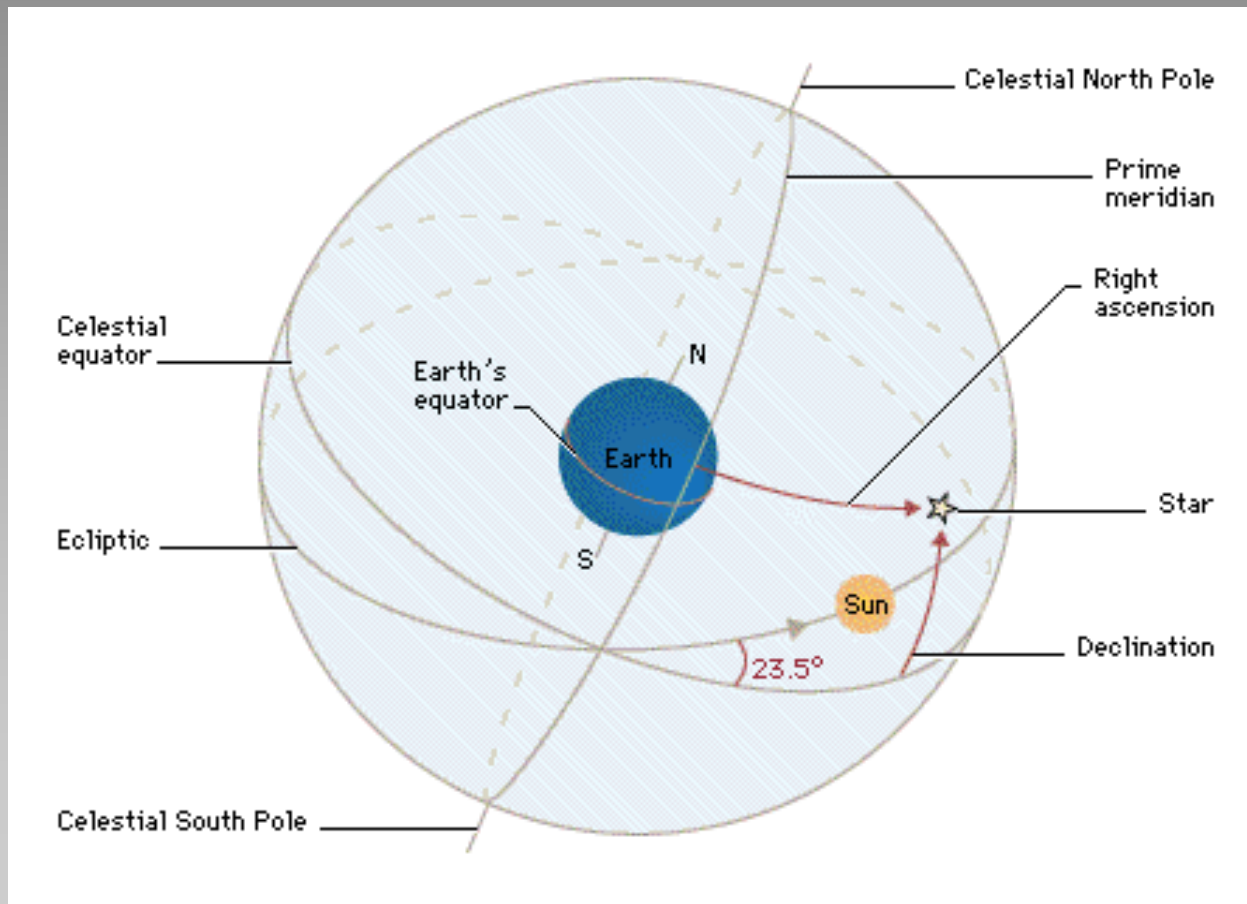 Celestial North Pole
Prime
meridian
Right
ascension
Celestial
equator
N
Earth's
equator
Earth
Star
Ecliptic
S
Sun
Declination
23.5°
Celestial South Pole